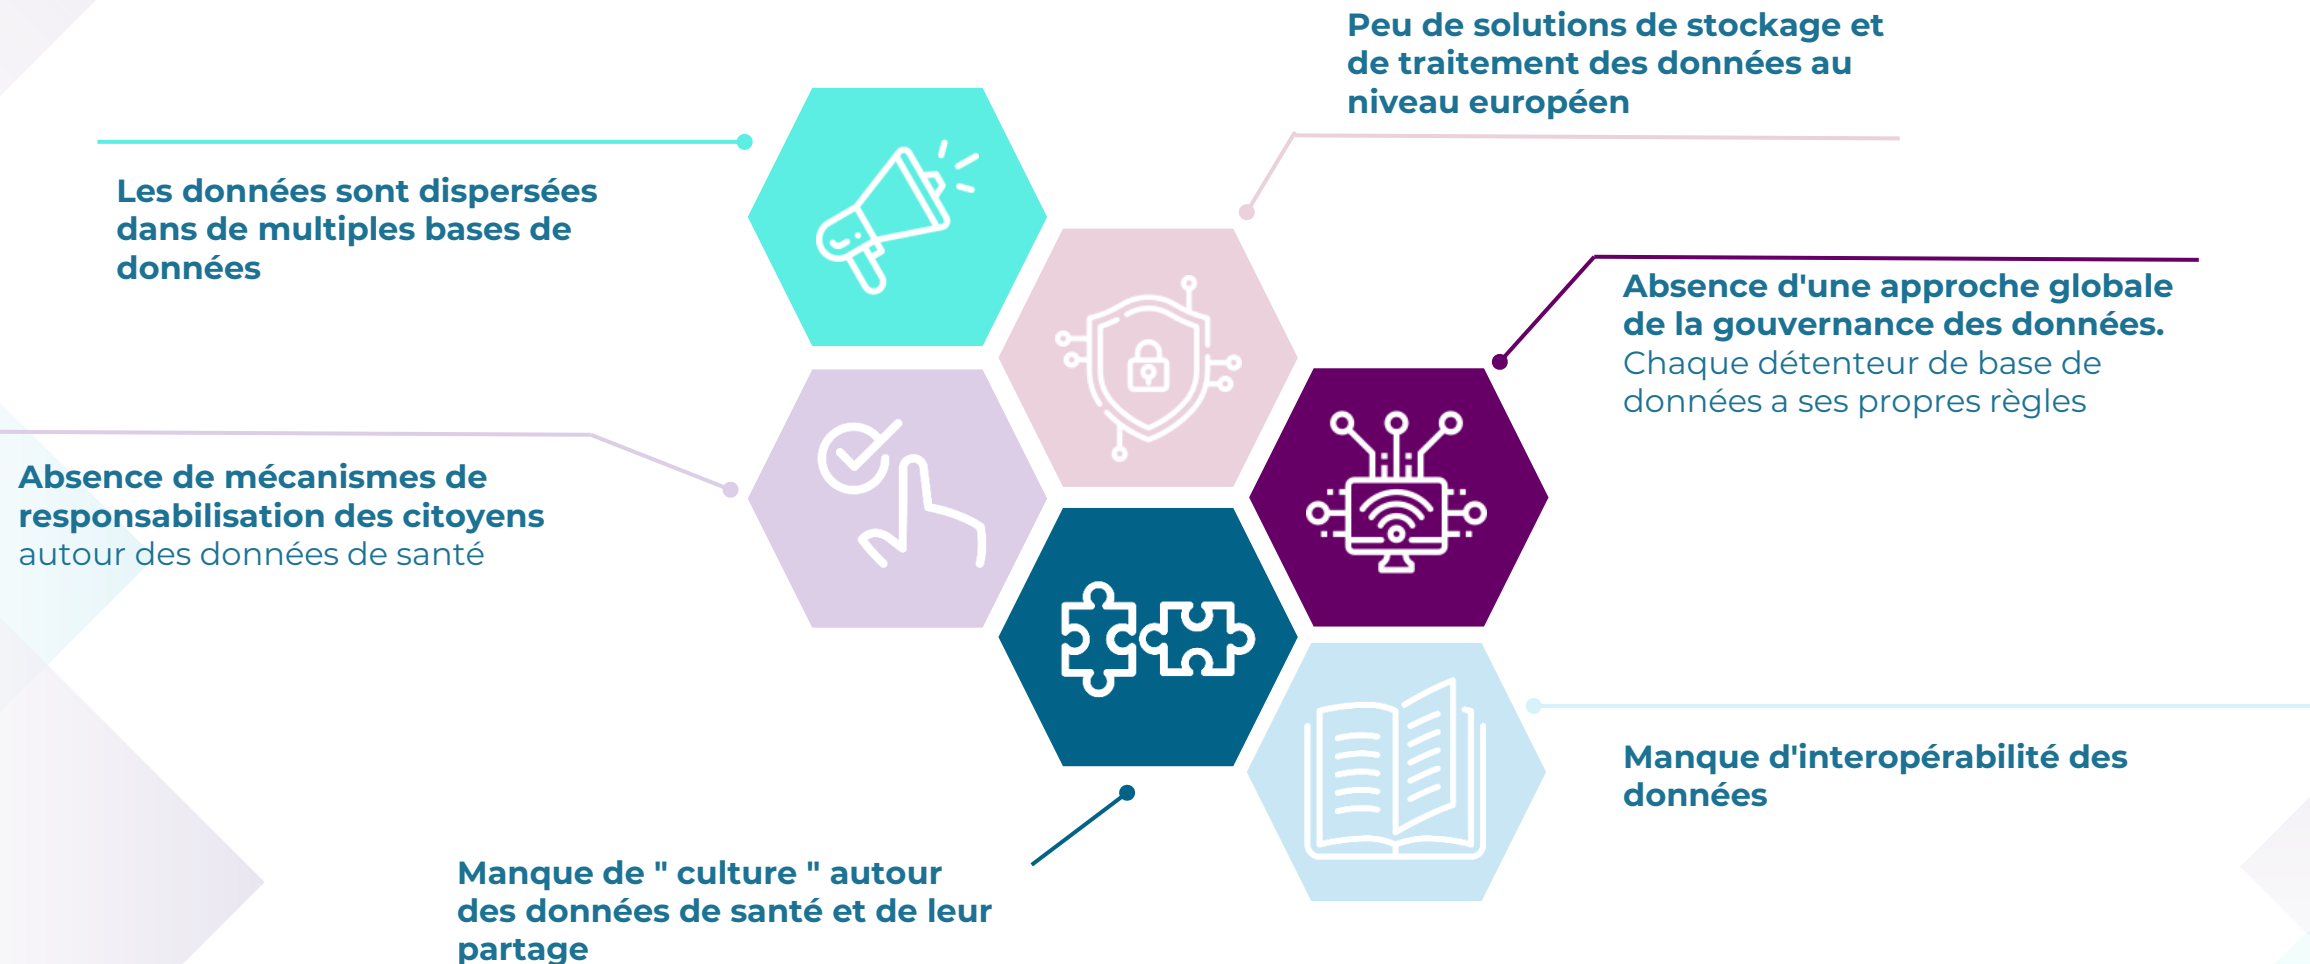 Peu de solutions de stockage et
de traitement des données au
niveau européen
Les données sont dispersées
dans de multiples bases de
données
Absence d'une approche globale
de la gouvernance des données.
Chaque détenteur de base de
données a ses propres règles
Absence de mécanismes de
responsabilisation des citoyens
autour des données de santé
Manque d'interopérabilité des
données
Manque de " culture " autour
des données de santé et de leur
partage